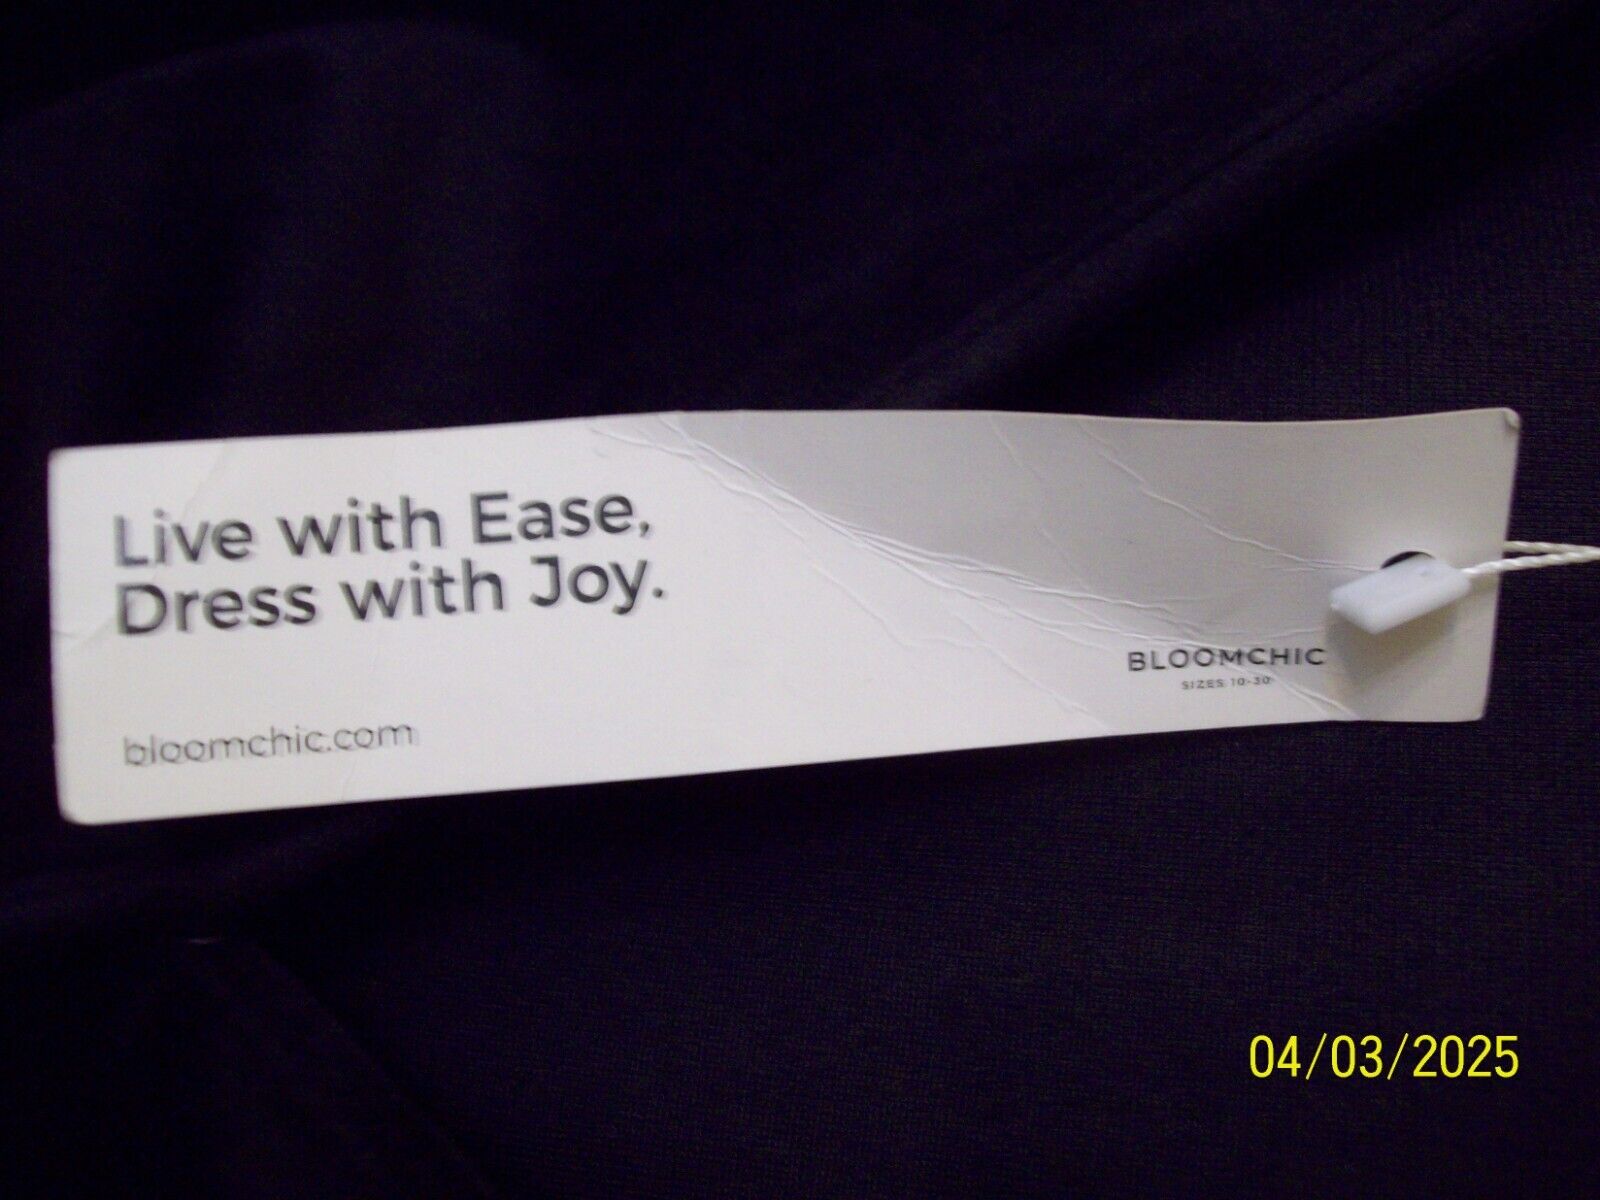 Live with Ease,
Dress with Joy.
BLOOMCHIC
SIZES 10-30
bloomchic.com
04/03/2025